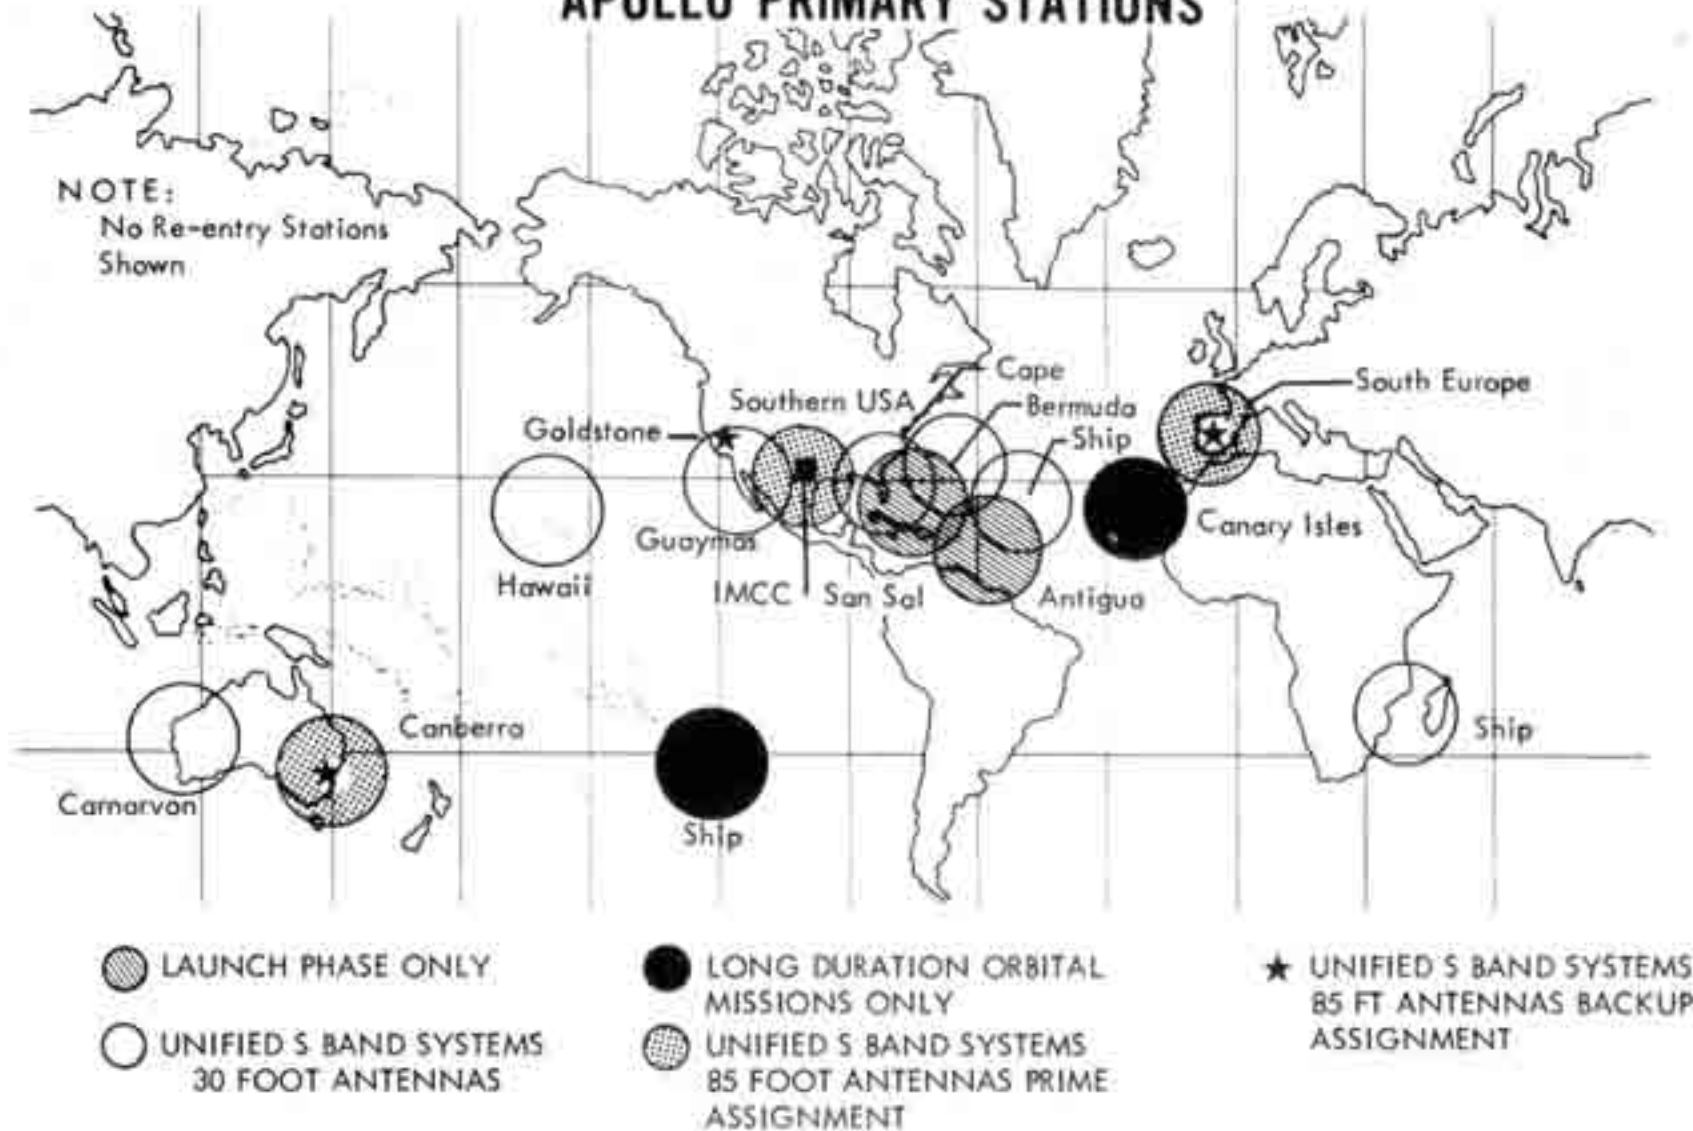 APOLLO PRIMARY STATIONS
NOTE:
No Re-entry Stations
Shown
Cape
Southern USA
South Europe
Bermuda
Goldstone
Ship
Guaymas
Canary Isles
Hawaii
IMCC
San Sal
Antigua
Canberra
Ship
Carnarvon
Ship
LAUNCH PHASE ONLY
UNIFIED S BAND SYSTEMS
30 FOOT ANTENNAS
LONG DURATION ORBITAL
MISSIONS ONLY
UNIFIED S BAND SYSTEMS
85 FOOT ANTENNAS PRIME
ASSIGNMENT
UNIFIED S BAND SYSTEMS
85 FT ANTENNAS BACKUP
ASSIGNMENT